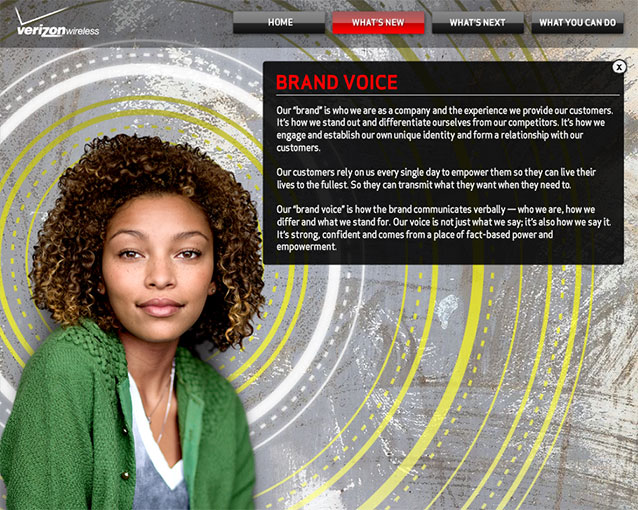 verizonwireless
HOME WHAT'S NEW WHAT'S NEXT WHAT YOU CAN DO
X
BRAND VOICE
Our “brand” is who we are as a company and the experience we provide our customers.
It's how we stand out and differentiate ourselves from our competitors. It's how we
engage and establish our own unique identity and form a relationship with our
customers.
Our customers rely on us every single day to empower them so they can live their
lives to the fullest. So they can transmit what they want when they need to.
Our “brand voice” is how the brand communicates verbally — who we are, how we
differ and what we stand for. Our voice is not just what we say; it's also how we say it.
It's strong, confident and comes from a place of fact-based power and
empowerment.